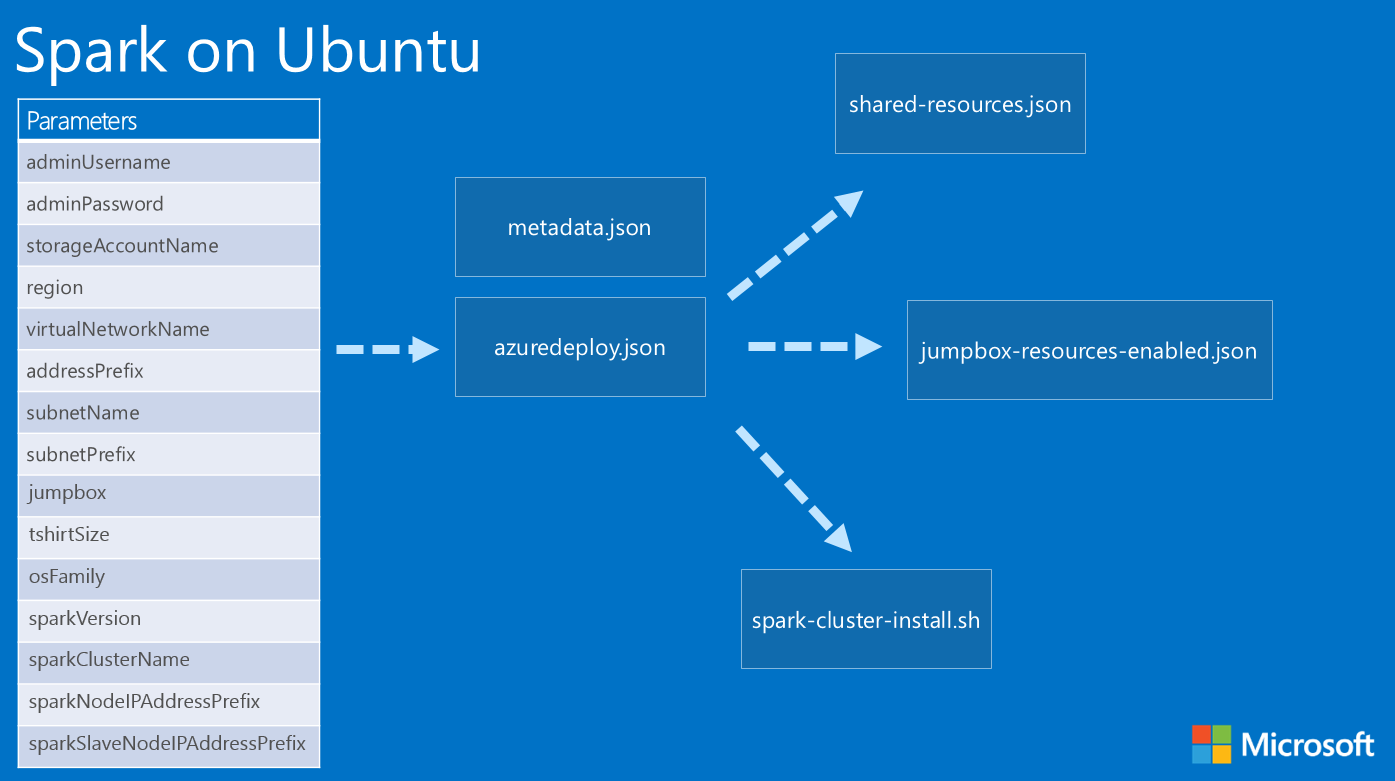 Spark on Ubuntu
Parameters
adminUsername
adminPassword
storageAccountName
region
virtualNetworkName
addressPrefix
subnetName
subnetPrefix
jumpbox
tshirtSize
osFamily
sparkVersion
sparkClusterName
sparkNodeIPAddressPrefix
sparkSlaveNodeIPAddressPrefix
metadata.json
azuredeploy.json
shared-resources.json
jumpbox-resources-enabled.json
spark-cluster-install.sh
Microsoft